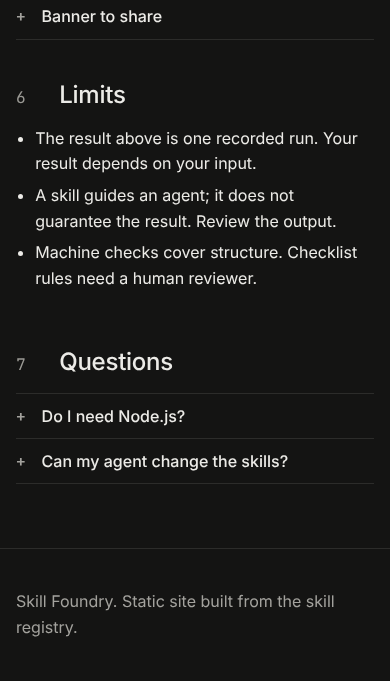 + Banner to share
6 Limits
• The result above is one recorded run. Your
result depends on your input.
• A skill guides an agent; it does not
guarantee the result. Review the output.
• Machine checks cover structure. Checklist
rules need a human reviewer.
7 Questions
+ Do I need Node.js?
+ Can my agent change the skills?
Skill Foundry. Static site built from the skill
registry.